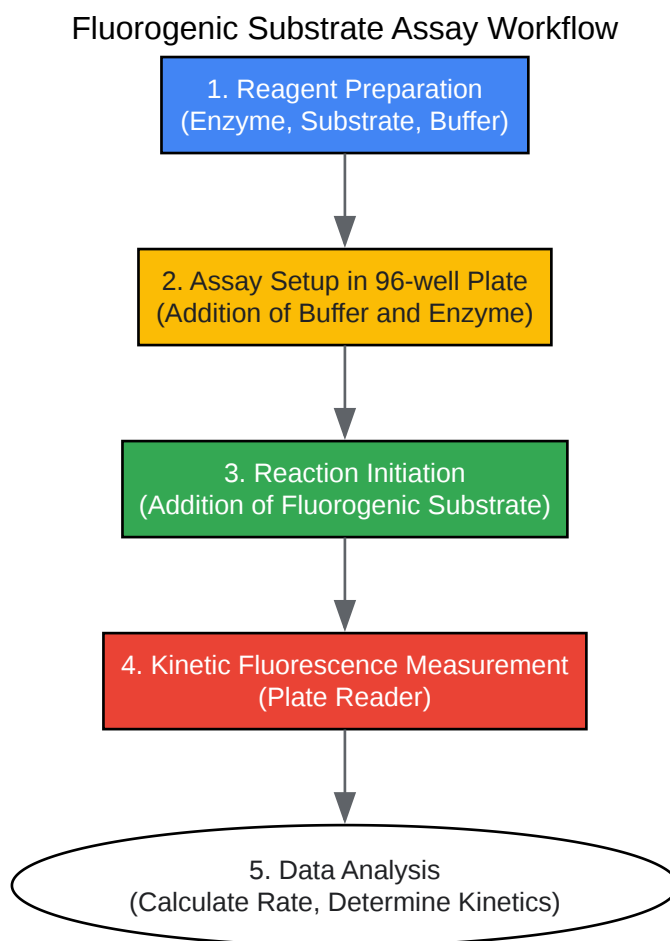 Fluorogenic Substrate Assay Workflow
1. Reagent Preparation
(Enzyme, Substrate, Buffer)
2. Assay Setup in 96-well Plate
(Addition of Buffer and Enzyme)
3. Reaction Initiation
(Addition of Fluorogenic Substrate)
4. Kinetic Fluorescence Measurement
(Plate Reader)
5. Data Analysis
(Calculate Rate, Determine Kinetics)